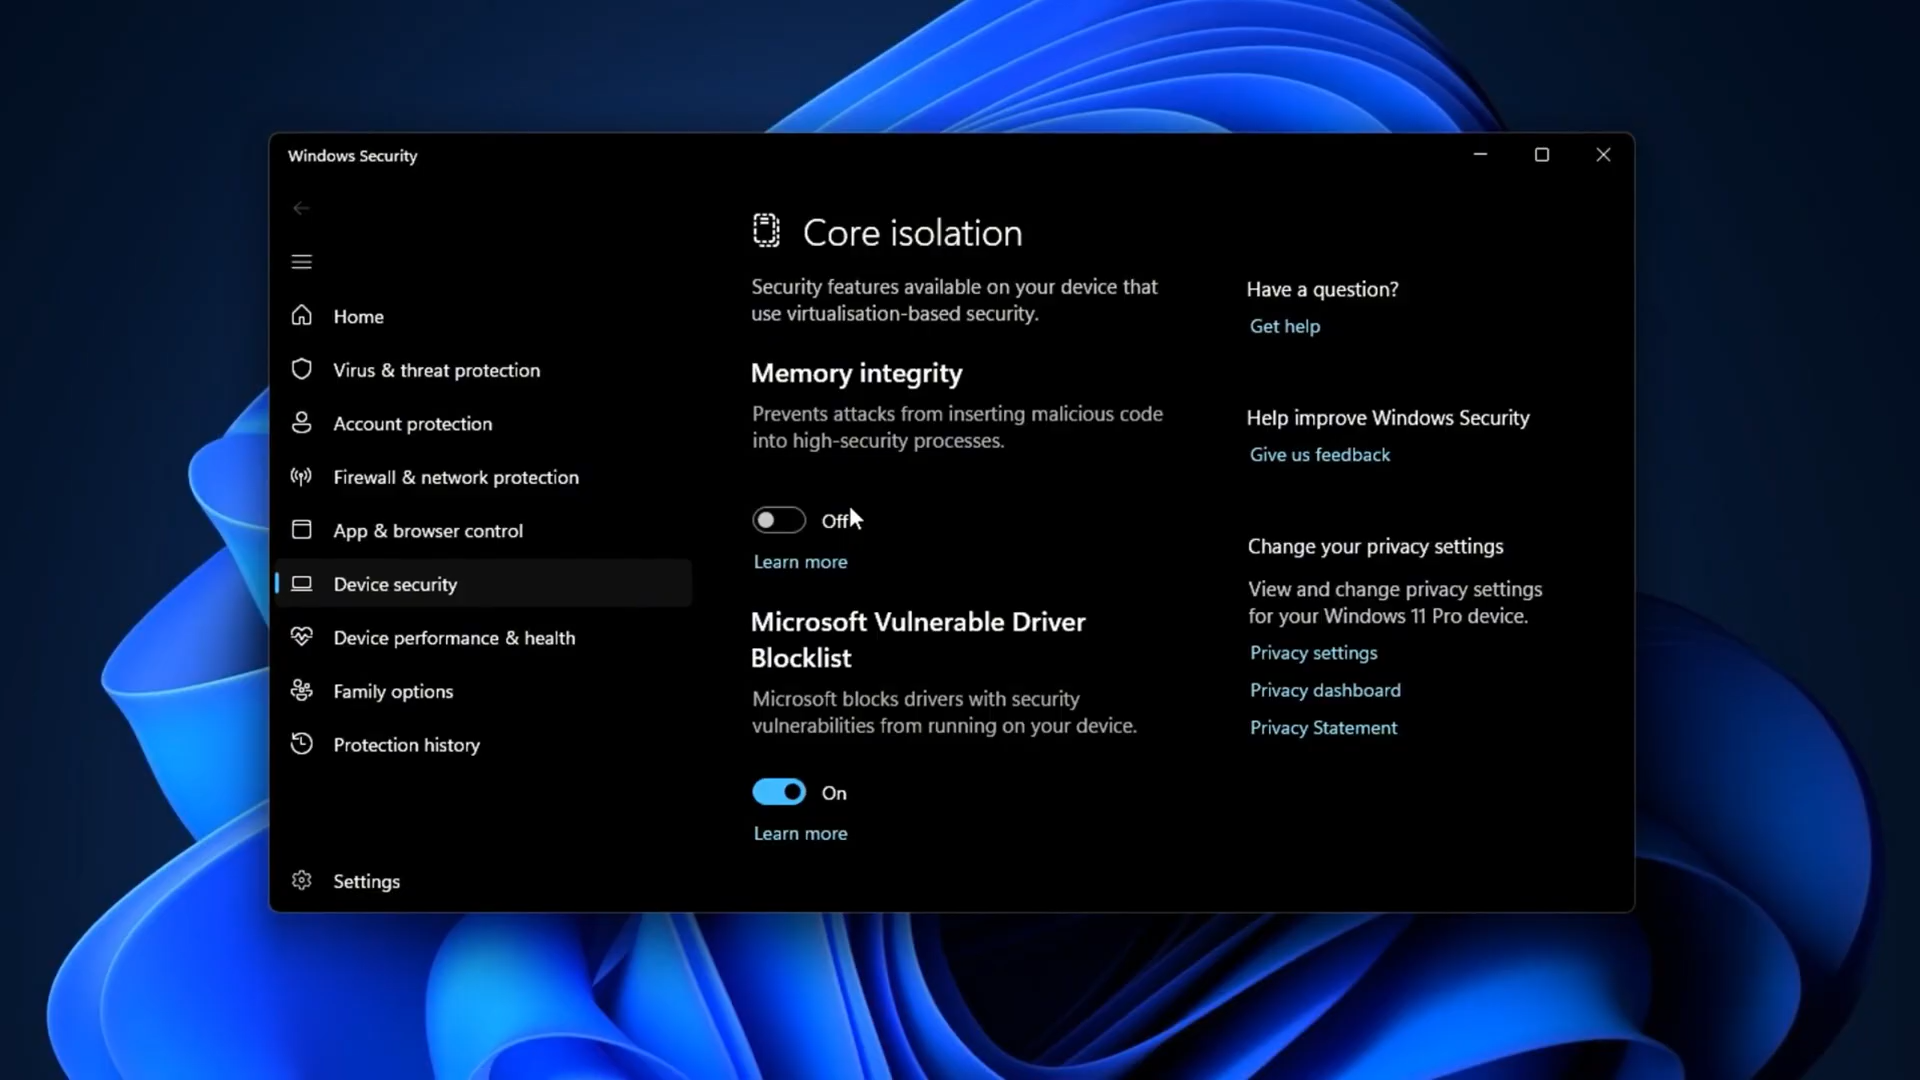 Windows Security
Home
Virus & threat protection
Account protection
Firewall & network protection
App & browser control
Device security
Device performance & health
Family options
Protection history
Settings
Core isolation
Security features available on your device that
use virtualisation-based security.
Memory integrity
Prevents attacks from inserting malicious code
into high-security processes.
Off
Learn more
Microsoft Vulnerable Driver
Blocklist
Microsoft blocks drivers with security
vulnerabilities from running on your device.
On
Learn more
Have a question?
Get help
Help improve Windows Security
Give us feedback
Change your privacy settings
View and change privacy settings
for your Windows 11 Pro device.
Privacy settings
Privacy dashboard
Privacy Statement